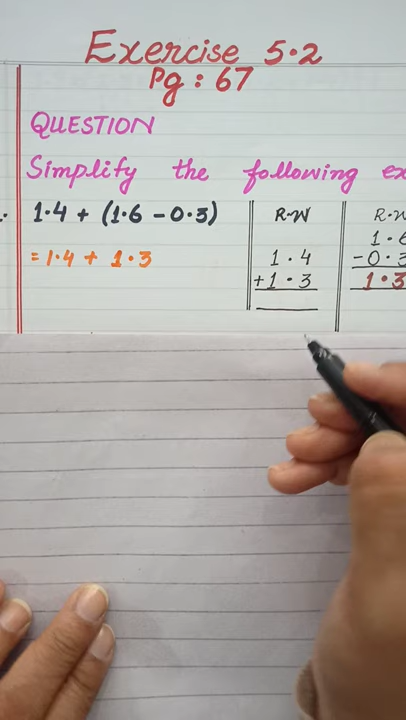 Exercise 5.2
Pg : 67
QUESTION
Simplify the following ex
1.4 + (1.6 - 0.3)
= 1.4 + 1.3
R.W
1.4
+1.3
R.W
1.6
-0.3
1.3